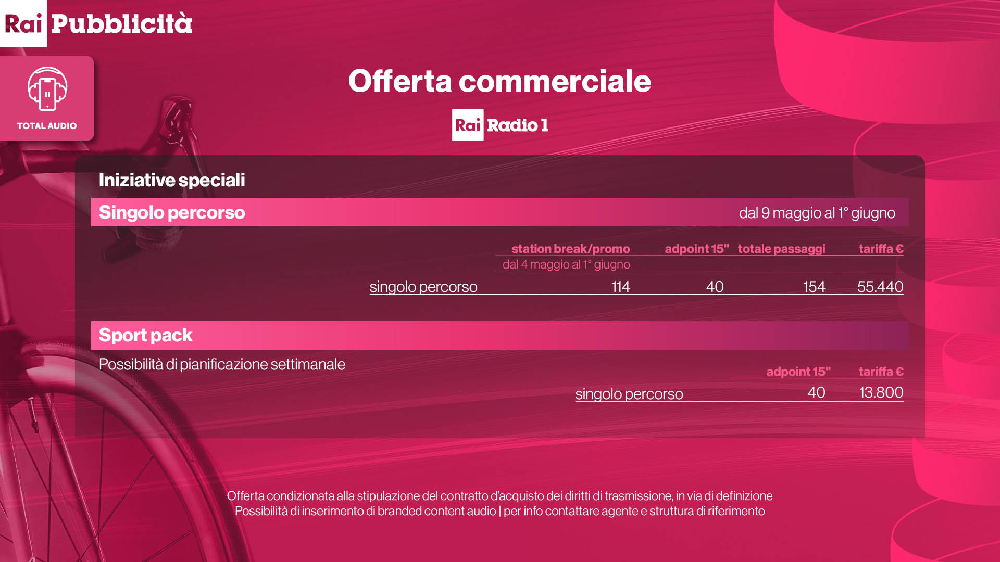 Rai Pubblicità
TOTAL AUDIO
Offerta commerciale
Rai Radio 1
Iniziative speciali
Singolo percorso dal 9 maggio al 1° giugno
station break/promo adpoint 15" totale passaggi tariffa €
dal 4 maggio al 1° giugno
singolo percorso 114 40 154 55.440
Sport pack
Possibilità di pianificazione settimanale
adpoint 15" tariffa €
singolo percorso 40 13.800
Offerta condizionata alla stipulazione del contratto d'acquisto dei diritti di trasmissione, in via di definizione
Possibilità di inserimento di branded content audio | per info contattare agente e struttura di riferimento